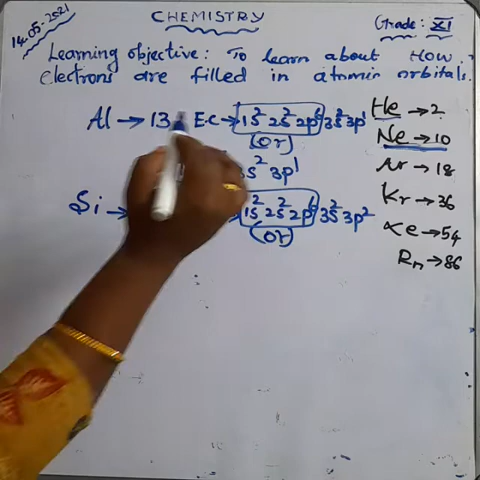 14.05.2021
CHEMISTRY
Grade: XI
Learning objective: To learn about How
electrons are filled in atomic orbitals.
Al → 13, EC → 1s² 2s² 2p⁶ 3s² 3p¹
(or)
3s² 3p¹
Si →
1s² 2s² 2p⁶ 3s² 3p²
(or)
He → 2
Ne → 10
Ar → 18
Kr → 36
Xe → 54
Rn → 86